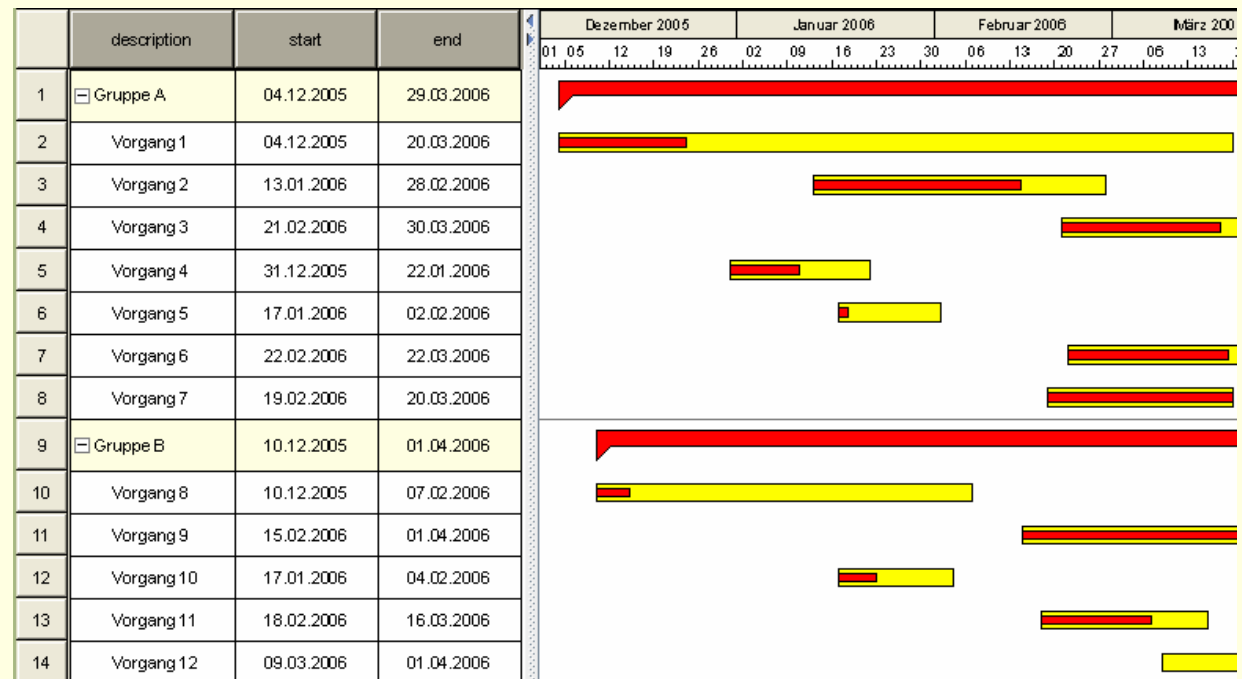 description start end
Dezember 2005 Januar 2006 Februar 2006 März 200
01 05 12 19 26 02 09 16 23 30 06 13 20 27 06 13
1 Gruppe A 04.12.2005 29.03.2006
2 Vorgang 1 04.12.2005 20.03.2006
3 Vorgang 2 13.01.2006 28.02.2006
4 Vorgang 3 21.02.2006 30.03.2006
5 Vorgang 4 31.12.2005 22.01.2006
6 Vorgang 5 17.01.2006 02.02.2006
7 Vorgang 6 22.02.2006 22.03.2006
8 Vorgang 7 19.02.2006 20.03.2006
9 Gruppe B 10.12.2005 01.04.2006
10 Vorgang 8 10.12.2005 07.02.2006
11 Vorgang 9 15.02.2006 01.04.2006
12 Vorgang 10 17.01.2006 04.02.2006
13 Vorgang 11 18.02.2006 16.03.2006
14 Vorgang 12 09.03.2006 01.04.2006